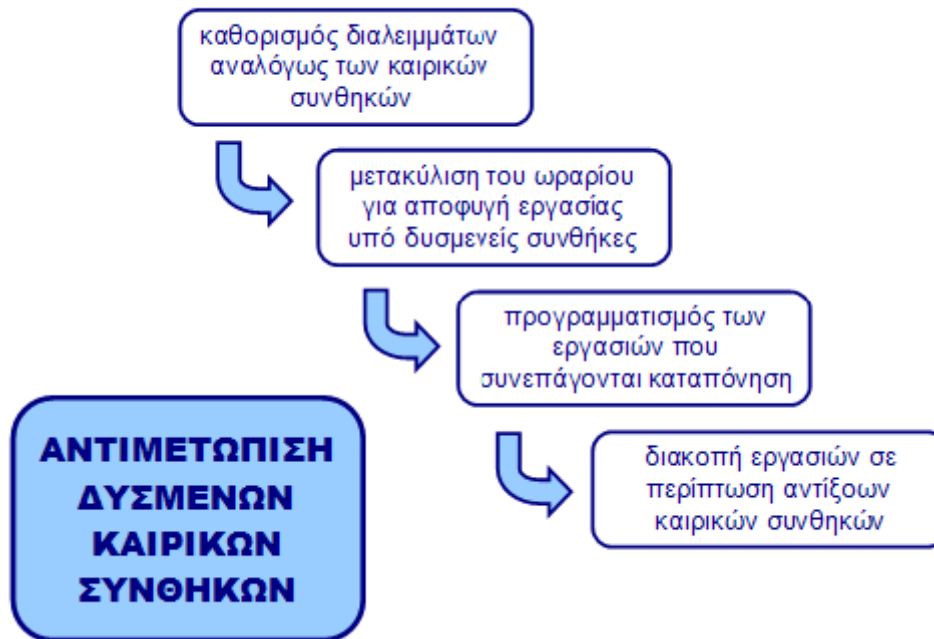 καθορισμός διαλειμμάτων
αναλόγως των καιρικών
συνθηκών
μετακύλιση του ωραρίου
για αποφυγή εργασίας
υπό δυσμενείς συνθήκες
προγραμματισμός των
εργασιών που
συνεπάγονται καταπόνηση
διακοπή εργασιών σε
περίπτωση αντίξοων
καιρικών συνθηκών
ΑΝΤΙΜΕΤΩΠΙΣΗ
ΔΥΣΜΕΝΩΝ
ΚΑΙΡΙΚΩΝ
ΣΥΝΘΗΚΩΝ